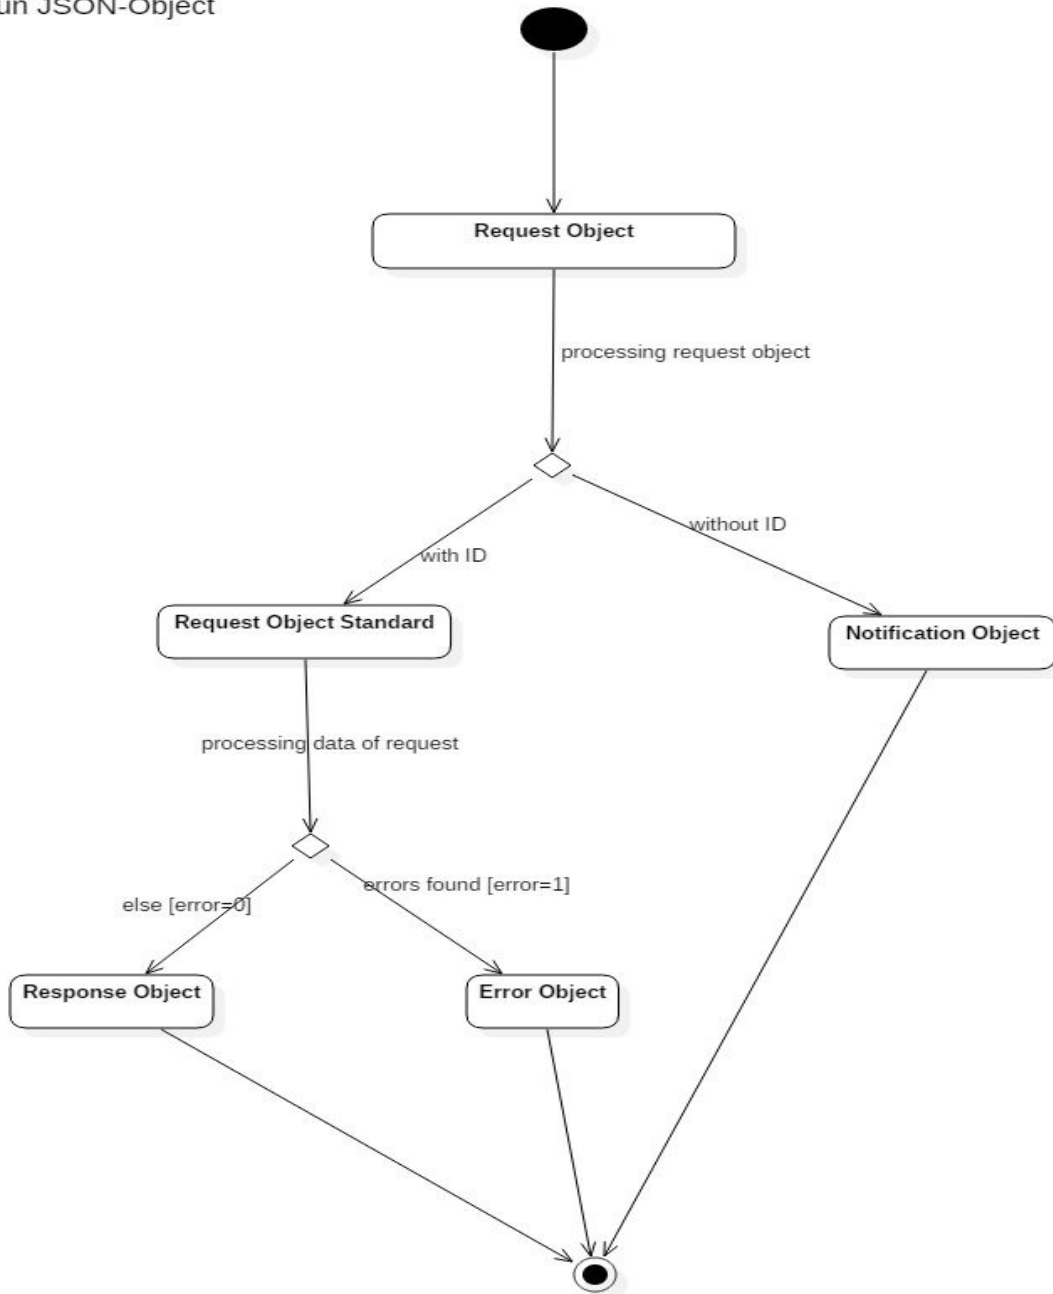 un JSON-Object
Request Object
processing request object
without ID
with ID
Request Object Standard
Notification Object
processing data of request
errors found [error=1]
else [error=0]
Response Object
Error Object